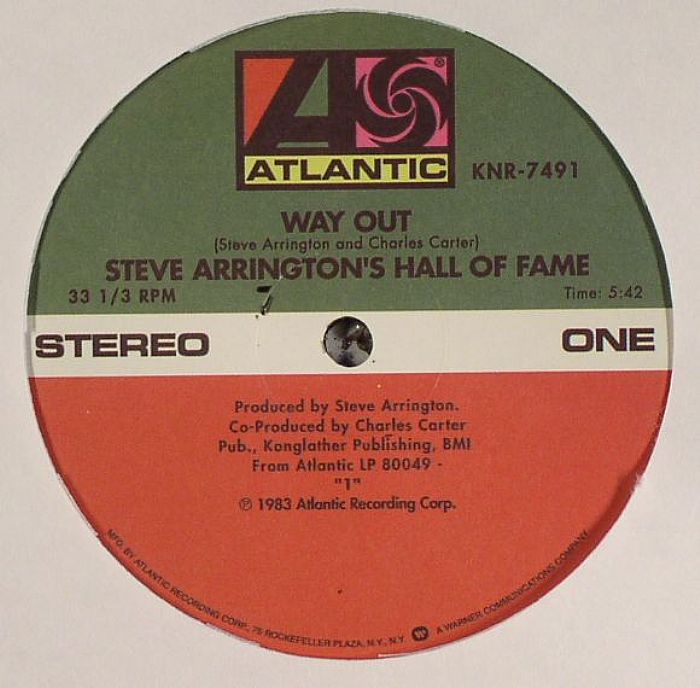 ATLANTIC ®
KNR-7491
WAY OUT
(Steve Arrington and Charles Carter)
STEVE ARRINGTON'S HALL OF FAME
33 1/3 RPM
Time: 5:42
STEREO
ONE
Produced by Steve Arrington.
Co-Produced by Charles Carter
Pub., Konglather Publishing, BMI
From Atlantic LP 80049 -
"1"
℗ 1983 Atlantic Recording Corp.
MFG. BY ATLANTIC RECORDING CORP., 75 ROCKEFELLER PLAZA, N.Y., N.Y. A WARNER COMMUNICATIONS COMPANY